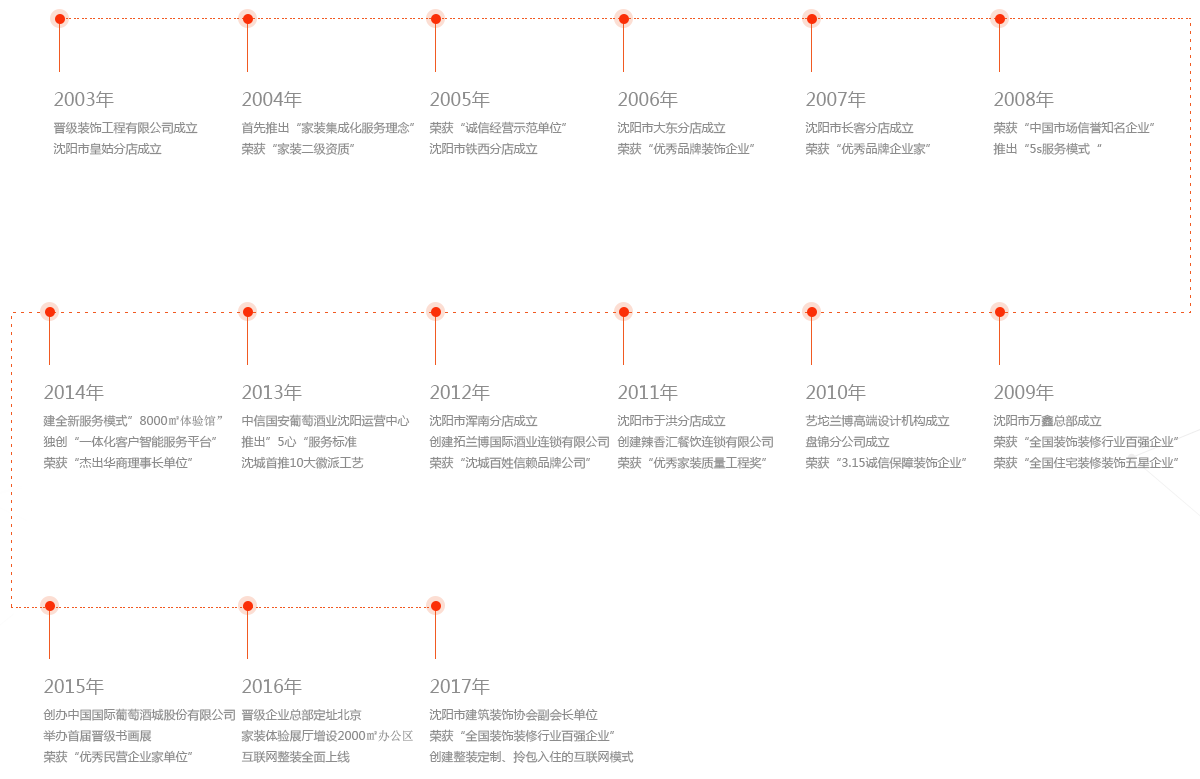 2003年
晋级装饰工程有限公司成立
沈阳市皇姑分店成立
2004年
首先推出“家装集成化服务理念”
荣获“家装二级资质”
2005年
荣获“诚信经营示范单位”
沈阳市铁西分店成立
2006年
沈阳市大东分店成立
荣获“优秀品牌装饰企业”
2007年
沈阳市长客分店成立
荣获“优秀品牌企业家”
2008年
荣获“中国市场信誉知名企业”
推出“5s服务模式“
2014年
建全新服务模式”8000㎡体验馆”
独创“一体化客户智能服务平台”
荣获“杰出华商理事长单位”
2013年
中信国安葡萄酒业沈阳运营中心
推出”5心“服务标准
沈城首推10大徽派工艺
2012年
沈阳市浑南分店成立
创建拓兰博国际酒业连锁有限公司
荣获“沈城百姓信赖品牌公司”
2011年
沈阳市于洪分店成立
创建辣香汇餐饮连锁有限公司
荣获“优秀家装质量工程奖”
2010年
艺坨兰博高端设计机构成立
盘锦分公司成立
荣获“3.15诚信保障装饰企业”
2009年
沈阳市万鑫总部成立
荣获“全国装饰装修行业百强企业”
荣获“全国住宅装修装饰五星企业”
2015年
创办中国国际葡萄酒城股份有限公司
举办首届晋级书画展
荣获“优秀民营企业家单位”
2016年
晋级企业总部定址北京
家装体验展厅增设2000㎡办公区
互联网整装全面上线
2017年
沈阳市建筑装饰协会副会长单位
荣获“全国装饰装修行业百强企业”
创建整装定制、拎包入住的互联网模式